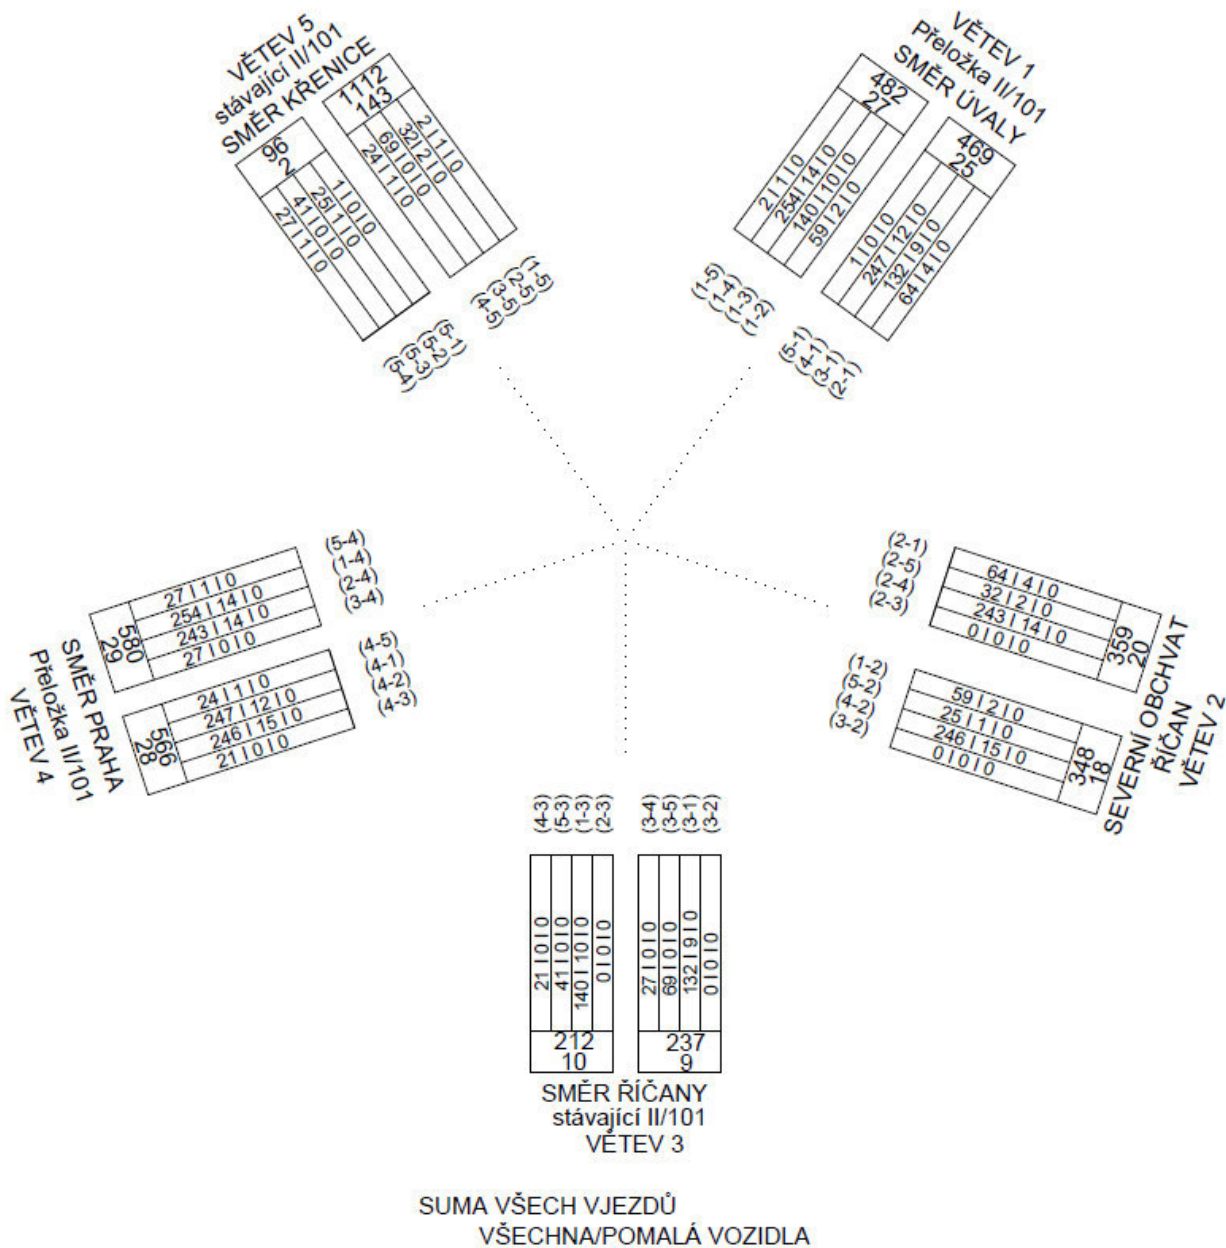 VĚTEV 5
stávající II/101
SMĚR KŘENICE
96
2
27 | 1 | 0
41 | 0 | 0
25 | 1 | 0
1 | 0 | 0
(5-4)
(5-3)
(5-2)
(5-1)
1112
143
24 | 1 | 0
69 | 0 | 0
32 | 2 | 0
2 | 1 | 0
(4-5)
(3-5)
(2-5)
(1-5)
VĚTEV 1
Přeložka II/101
SMĚR ÚVALY
482
27
2 | 1 | 0
254 | 14 | 0
140 | 10 | 0
59 | 2 | 0
(1-5)
(1-4)
(1-3)
(1-2)
469
25
1 | 0 | 0
247 | 12 | 0
132 | 9 | 0
64 | 4 | 0
(5-1)
(4-1)
(3-1)
(2-1)
(5-4)
(1-4)
(2-4)
(3-4)
27 | 1 | 0
254 | 14 | 0
243 | 14 | 0
27 | 0 | 0
580
29
(4-5)
(4-1)
(4-2)
(4-3)
24 | 1 | 0
247 | 12 | 0
246 | 15 | 0
21 | 0 | 0
566
28
SMĚR PRAHA
Přeložka II/101
VĚTEV 4
(2-1)
(2-5)
(2-4)
(2-3)
64 | 4 | 0
32 | 2 | 0
243 | 14 | 0
0 | 0 | 0
359
20
(1-2)
(5-2)
(4-2)
(3-2)
59 | 2 | 0
25 | 1 | 0
246 | 15 | 0
0 | 0 | 0
348
18
SEVERNÍ OBCHVAT
ŘÍČAN
VĚTEV 2
(4-3)
(5-3)
(1-3)
(2-3)
21 | 0 | 0
41 | 0 | 0
140 | 10 | 0
0 | 0 | 0
212
10
(3-4)
(3-5)
(3-1)
(3-2)
27 | 0 | 0
69 | 0 | 0
132 | 9 | 0
0 | 0 | 0
237
9
SMĚR ŘÍČANY
stávající II/101
VĚTEV 3
SUMA VŠECH VJEZDŮ
VŠECHNA/POMALÁ VOZIDLA